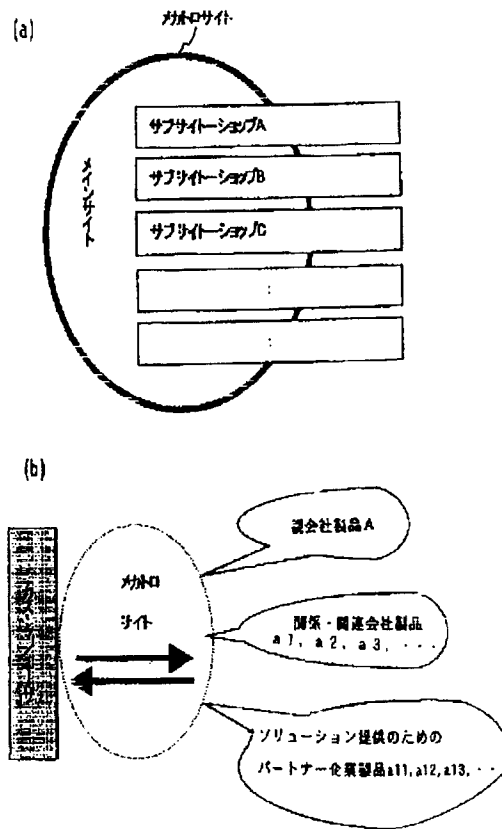 (a)
メカトロサイト
メインサイト
サブサイトーショップA
サブサイトーショップB
サブサイトーショップC
:
:
(b)
メカトロ
サイト
親会社製品A
関係・関連会社製品
a1, a2, a3, ・・・
ソリューション提供のための
パートナー企業製品a11,a12,a13,・・